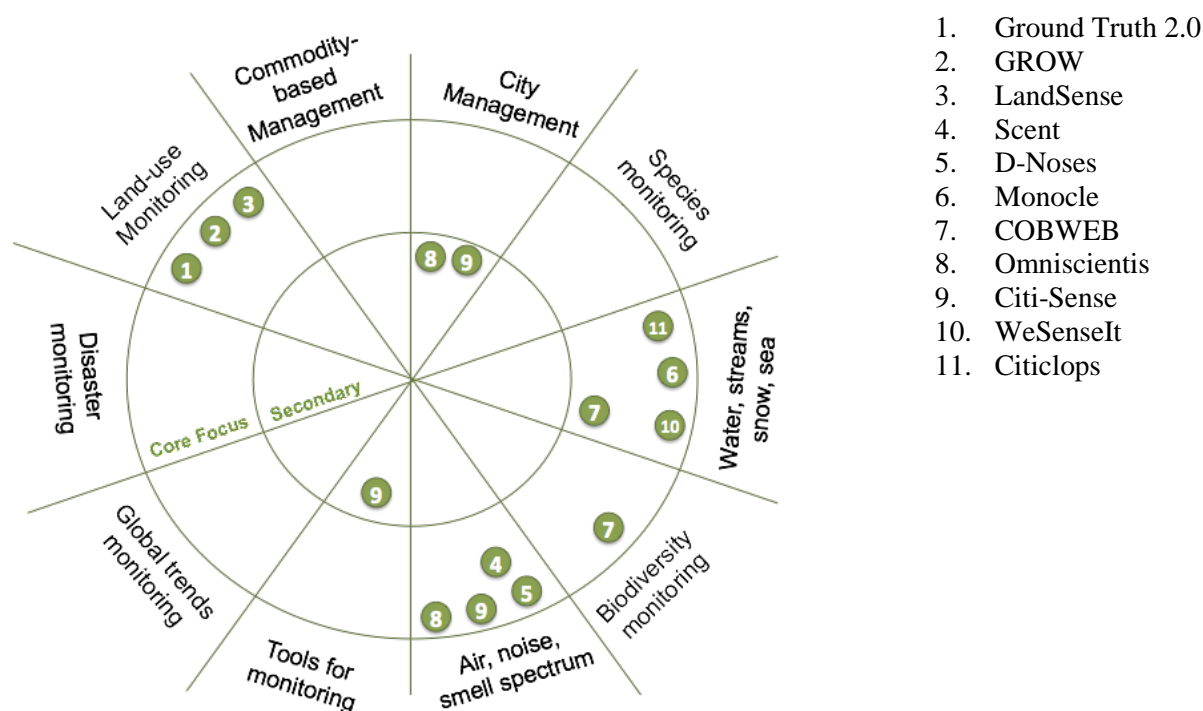 Commodity-
based
Management
City
Management
Species
monitoring
Water, streams,
snow, sea
Biodiversity
monitoring
Air, noise,
smell spectrum
Tools for
monitoring
Global trends
monitoring
Disaster
monitoring
Land-use
Monitoring
Core Focus
Secondary
3
2
1
8
9
11
6
7
10
7
9
4
5
9
8
1. Ground Truth 2.0
2. GROW
3. LandSense
4. Scent
5. D-Noses
6. Monocle
7. COBWEB
8. Omniscientis
9. Citi-Sense
10. WeSenseIt
11. Citiclops